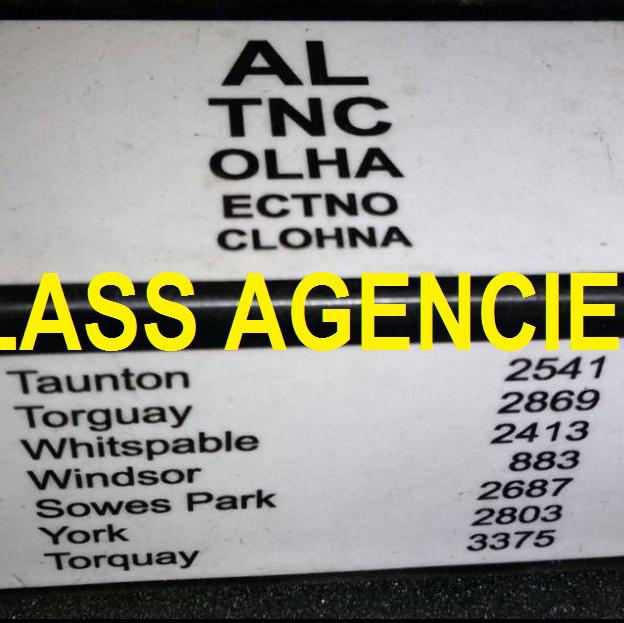 AL
TNC
OLHA
ECTNO
CLOHNA
LASS AGENCIE
Taunton 2541
Torguay 2869
Whitspable 2413
Windsor 883
Sowes Park 2687
York 2803
Torquay 3375